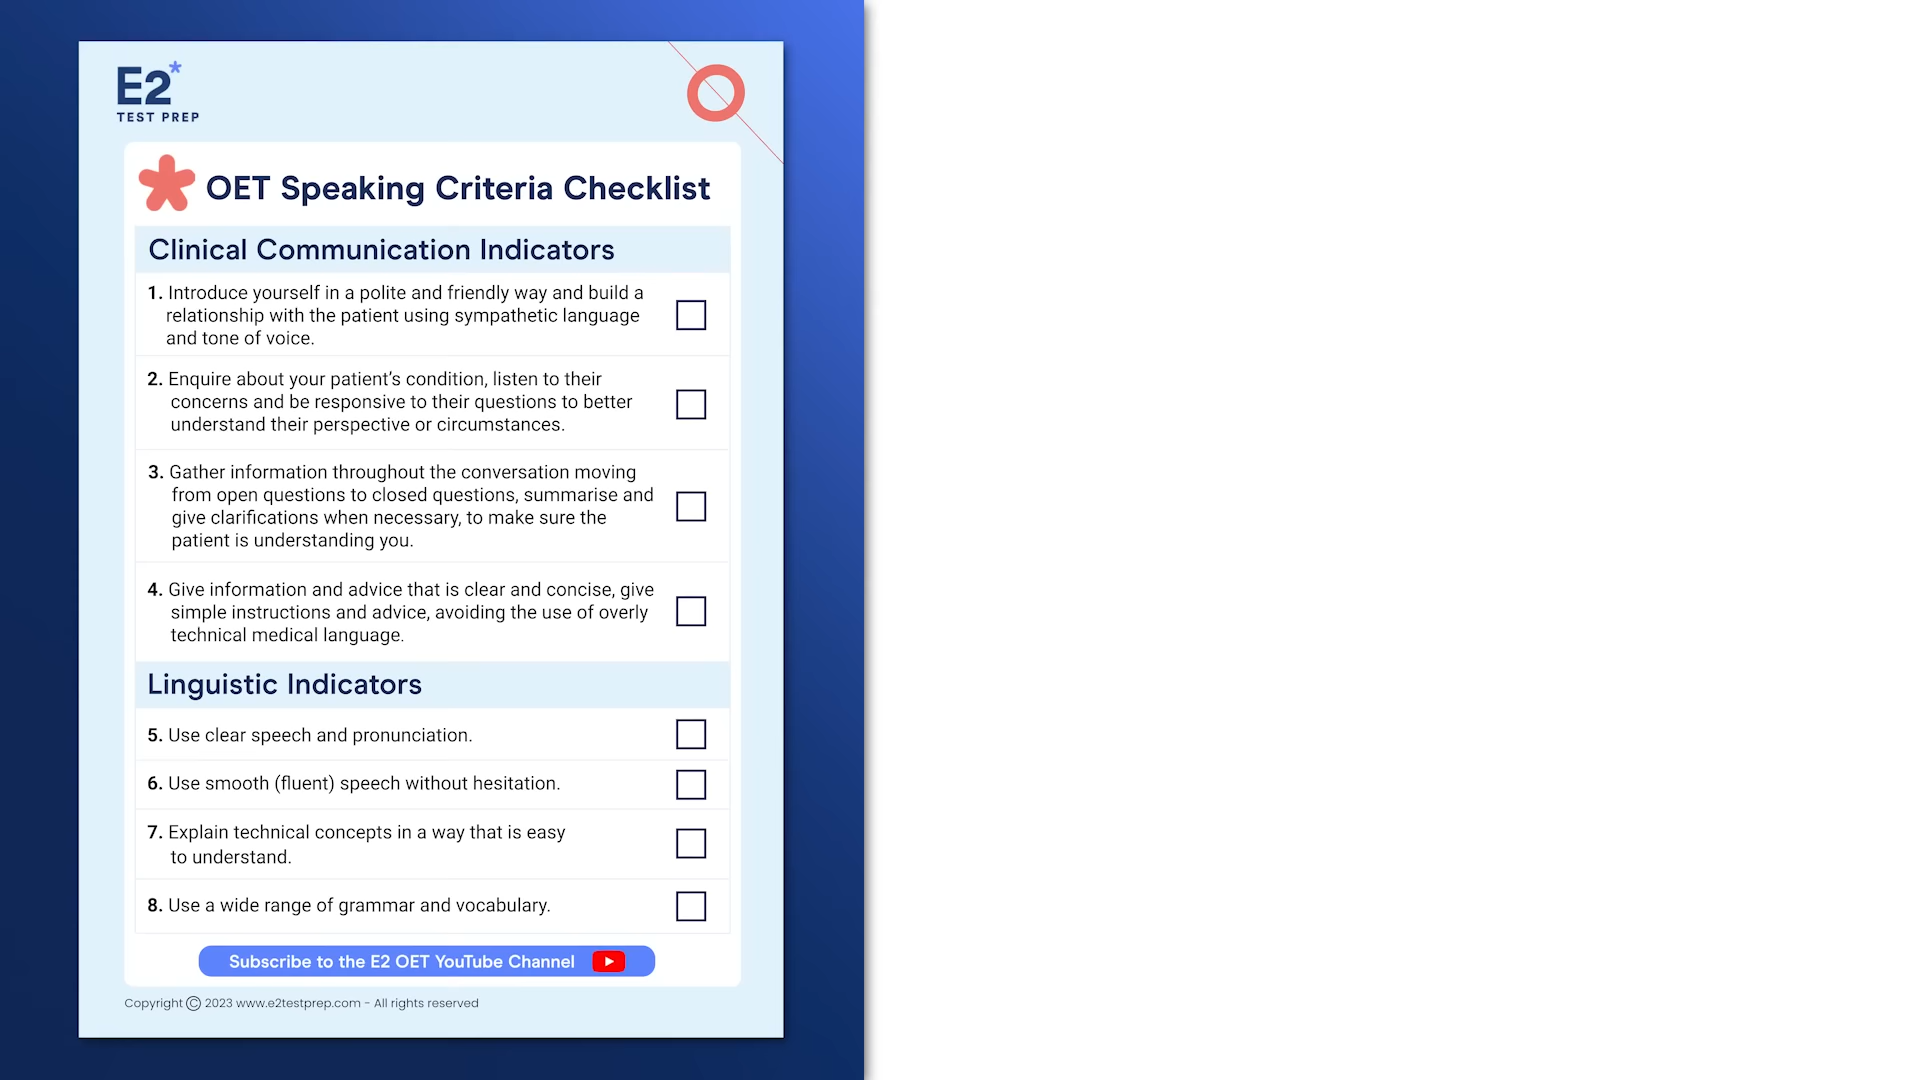 E2*
TEST PREP
OET Speaking Criteria Checklist
Clinical Communication Indicators
1. Introduce yourself in a polite and friendly way and build a
relationship with the patient using sympathetic language
and tone of voice.
2. Enquire about your patient’s condition, listen to their
concerns and be responsive to their questions to better
understand their perspective or circumstances.
3. Gather information throughout the conversation moving
from open questions to closed questions, summarise and
give clarifications when necessary, to make sure the
patient is understanding you.
4. Give information and advice that is clear and concise, give
simple instructions and advice, avoiding the use of overly
technical medical language.
Linguistic Indicators
5. Use clear speech and pronunciation.
6. Use smooth (fluent) speech without hesitation.
7. Explain technical concepts in a way that is easy
to understand.
8. Use a wide range of grammar and vocabulary.
Subscribe to the E2 OET YouTube Channel
Copyright © 2023 www.e2testprep.com - All rights reserved